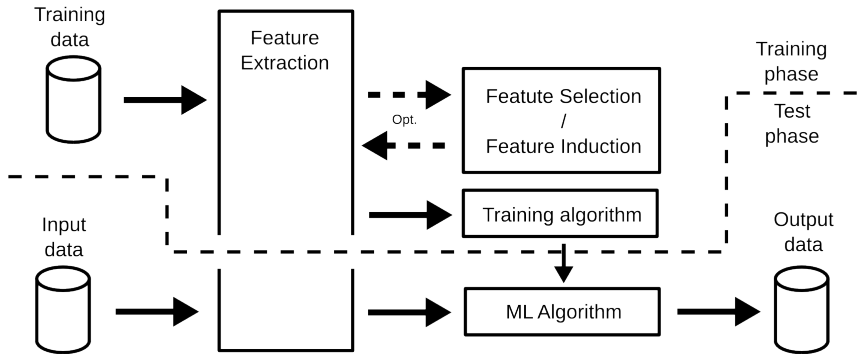 Training
data
Feature
Extraction
Training
phase
Featute Selection
/
Feature Induction
Opt.
Test
phase
Training algorithm
Input
data
Output
data
ML Algorithm